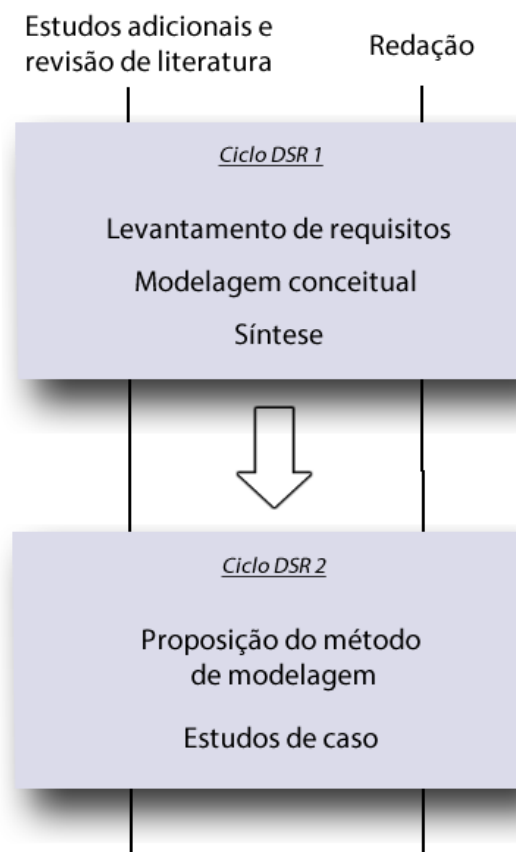 Estudos adicionais e
revisão de literatura
Redação
Ciclo DSR 1
Levantamento de requisitos
Modelagem conceitual
Síntese
Ciclo DSR 2
Proposição do método
de modelagem
Estudos de caso